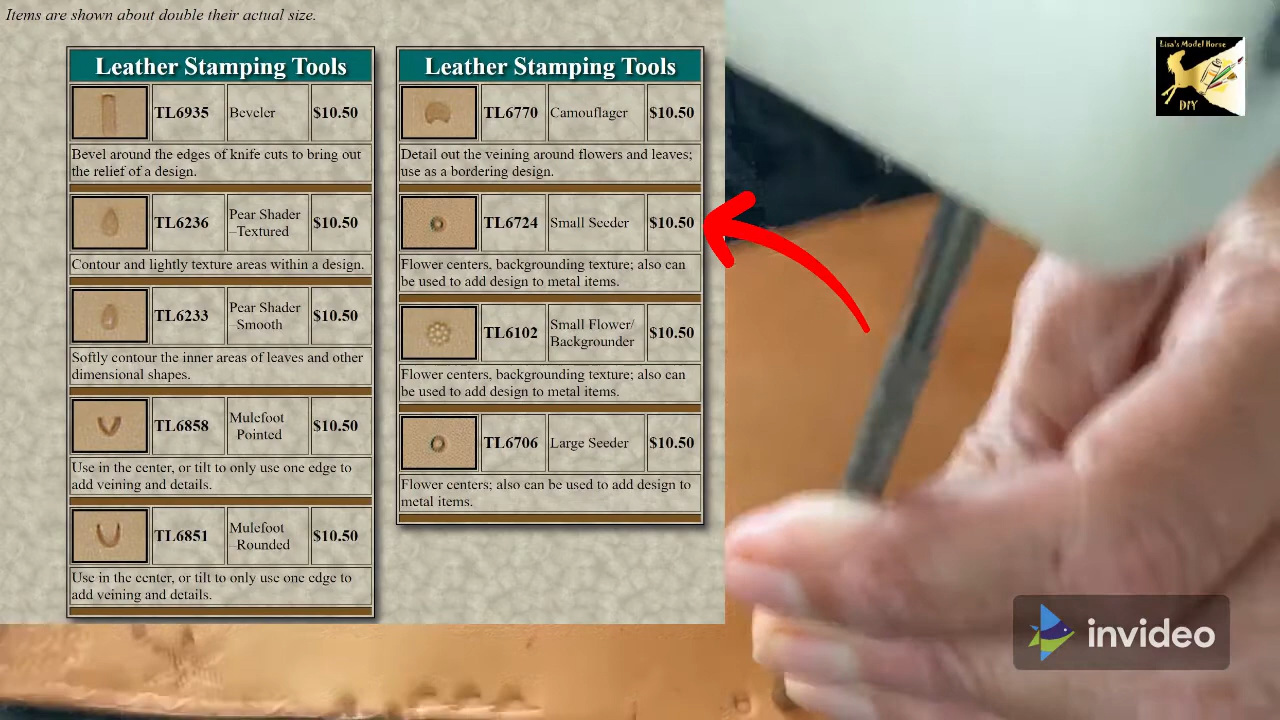 Items are shown about double their actual size.
Leather Stamping Tools
TL6935 Beveler $10.50
Bevel around the edges of knife cuts to bring out
the relief of a design.
TL6236 Pear Shader
–Textured $10.50
Contour and lightly texture areas within a design.
TL6233 Pear Shader
–Smooth $10.50
Softly contour the inner areas of leaves and other
dimensional shapes.
TL6858 Mulefoot
Pointed $10.50
Use in the center, or tilt to only use one edge to
add veining and details.
TL6851 Mulefoot
–Rounded $10.50
Use in the center, or tilt to only use one edge to
add veining and details.
Leather Stamping Tools
TL6770 Camouflager $10.50
Detail out the veining around flowers and leaves;
use as a bordering design.
TL6724 Small Seeder $10.50
Flower centers, backgrounding texture; also can
be used to add design to metal items.
TL6102 Small Flower/
Backgrounder $10.50
Flower centers, backgrounding texture; also can
be used to add design to metal items.
TL6706 Large Seeder $10.50
Flower centers; also can be used to add design to
metal items.
Lisa's Model Horse
DIY
invideo